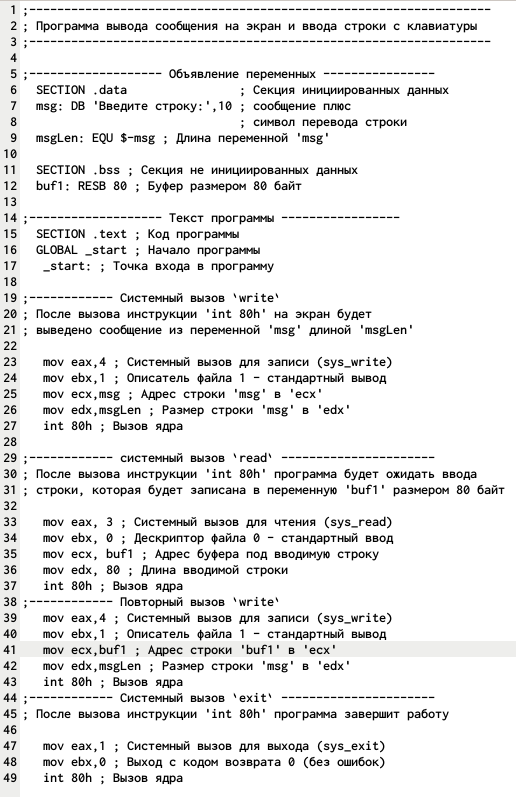 1 ;-------------------------------------------------------------------
2 ; Программа вывода сообщения на экран и ввода строки с клавиатуры
3 ;-------------------------------------------------------------------
4
5 ;------------------- Объявление переменных ----------------
6 SECTION .data ; Секция инициированных данных
7 msg: DB 'Введите строку:',10 ; сообщение плюс
8 ; символ перевода строки
9 msgLen: EQU $-msg ; Длина переменной 'msg'
10
11 SECTION .bss ; Секция не инициированных данных
12 buf1: RESB 80 ; Буфер размером 80 байт
13
14 ;------------------- Текст программы -----------------
15 SECTION .text ; Код программы
16 GLOBAL _start ; Начало программы
17 _start: ; Точка входа в программу
18
19 ;------------ Системный вызов `write`
20 ; После вызова инструкции 'int 80h' на экран будет
21 ; выведено сообщение из переменной 'msg' длиной 'msgLen'
22
23 mov eax,4 ; Системный вызов для записи (sys_write)
24 mov ebx,1 ; Описатель файла 1 - стандартный вывод
25 mov ecx,msg ; Адрес строки 'msg' в 'ecx'
26 mov edx,msgLen ; Размер строки 'msg' в 'edx'
27 int 80h ; Вызов ядра
28
29 ;------------ системный вызов `read` ----------------------
30 ; После вызова инструкции 'int 80h' программа будет ожидать ввода
31 ; строки, которая будет записана в переменную 'buf1' размером 80 байт
32
33 mov eax, 3 ; Системный вызов для чтения (sys_read)
34 mov ebx, 0 ; Дескриптор файла 0 - стандартный ввод
35 mov ecx, buf1 ; Адрес буфера под вводимую строку
36 mov edx, 80 ; Длина вводимой строки
37 int 80h ; Вызов ядра
38 ;------------ Повторный вызов `write`
39 mov eax,4 ; Системный вызов для записи (sys_write)
40 mov ebx,1 ; Описатель файла 1 - стандартный вывод
41 mov ecx,buf1 ; Адрес строки 'buf1' в 'ecx'
42 mov edx,msgLen ; Размер строки 'msg' в 'edx'
43 int 80h ; Вызов ядра
44 ;------------ Системный вызов `exit` ----------------------
45 ; После вызова инструкции 'int 80h' программа завершит работу
46
47 mov eax,1 ; Системный вызов для выхода (sys_exit)
48 mov ebx,0 ; Выход с кодом возврата 0 (без ошибок)
49 int 80h ; Вызов ядра